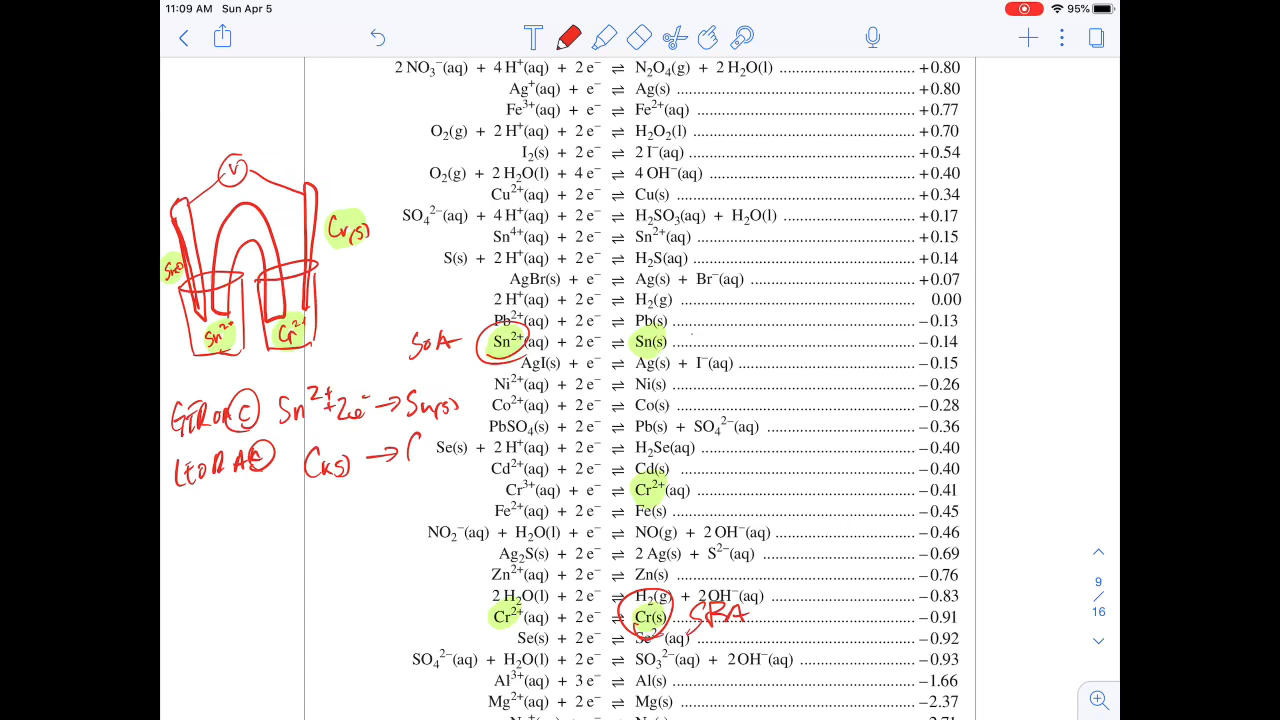 11:09 AM Sun Apr 5
95%
T
2 NO₃⁻(aq) + 4 H⁺(aq) + 2 e⁻ ⇌ N₂O₄(g) + 2 H₂O(l) ................ +0.80
Ag⁺(aq) + e⁻ ⇌ Ag(s) ................ +0.80
Fe³⁺(aq) + e⁻ ⇌ Fe²⁺(aq) ................ +0.77
O₂(g) + 2 H⁺(aq) + 2 e⁻ ⇌ H₂O₂(l) ................ +0.70
I₂(s) + 2 e⁻ ⇌ 2 I⁻(aq) ................ +0.54
O₂(g) + 2 H₂O(l) + 4 e⁻ ⇌ 4 OH⁻(aq) ................ +0.40
Cu²⁺(aq) + 2 e⁻ ⇌ Cu(s) ................ +0.34
SO₄²⁻(aq) + 4 H⁺(aq) + 2 e⁻ ⇌ H₂SO₃(aq) + H₂O(l) ................ +0.17
Sn⁴⁺(aq) + 2 e⁻ ⇌ Sn²⁺(aq) ................ +0.15
S(s) + 2 H⁺(aq) + 2 e⁻ ⇌ H₂S(aq) ................ +0.14
AgBr(s) + e⁻ ⇌ Ag(s) + Br⁻(aq) ................ +0.07
2 H⁺(aq) + 2 e⁻ ⇌ H₂(g) ................ 0.00
Pb²⁺(aq) + 2 e⁻ ⇌ Pb(s) ................ −0.13
SOA Sn²⁺(aq) + 2 e⁻ ⇌ Sn(s) ................ −0.14
AgI(s) + e⁻ ⇌ Ag(s) + I⁻(aq) ................ −0.15
Ni²⁺(aq) + 2 e⁻ ⇌ Ni(s) ................ −0.26
Co²⁺(aq) + 2 e⁻ ⇌ Co(s) ................ −0.28
PbSO₄(s) + 2 e⁻ ⇌ Pb(s) + SO₄²⁻(aq) ................ −0.36
Se(s) + 2 H⁺(aq) + 2 e⁻ ⇌ H₂Se(aq) ................ −0.40
Cd²⁺(aq) + 2 e⁻ ⇌ Cd(s) ................ −0.40
Cr³⁺(aq) + e⁻ ⇌ Cr²⁺(aq) ................ −0.41
Fe²⁺(aq) + 2 e⁻ ⇌ Fe(s) ................ −0.45
NO₂⁻(aq) + H₂O(l) + e⁻ ⇌ NO(g) + 2 OH⁻(aq) ................ −0.46
Ag₂S(s) + 2 e⁻ ⇌ 2 Ag(s) + S²⁻(aq) ................ −0.69
Zn²⁺(aq) + 2 e⁻ ⇌ Zn(s) ................ −0.76
2 H₂O(l) + 2 e⁻ ⇌ H₂(g) + 2 OH⁻(aq) ................ −0.83
Cr²⁺(aq) + 2 e⁻ ⇌ Cr(s) ................ −0.91
SRA
Se(s) + 2 e⁻ ⇌ Se²⁻(aq) ................ −0.92
SO₄²⁻(aq) + H₂O(l) + 2 e⁻ ⇌ SO₃²⁻(aq) + 2 OH⁻(aq) ................ −0.93
Al³⁺(aq) + 3 e⁻ ⇌ Al(s) ................ −1.66
Mg²⁺(aq) + 2 e⁻ ⇌ Mg(s) ................ −2.37
V
Cr(s)
Sn²⁺
Cr²⁺
GEROA C Sn²⁺ + 2e⁻ → Sn(s)
LEORA Cr(s) → C
9
/
16